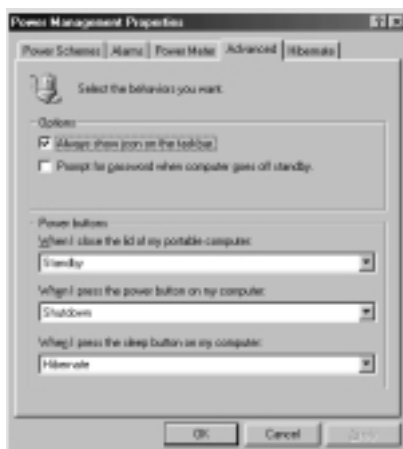 Power Management Properties
Power Schemes
Alarms
Power Meter
Advanced
Hibernate
Select the behaviors you want.
Options
Always show icon on the taskbar.
Prompt for password when computer goes off standby.
Power buttons
When I close the lid of my portable computer:
Standby
When I press the power button on my computer:
Shutdown
When I press the sleep button on my computer:
Hibernate
OK
Cancel
Apply